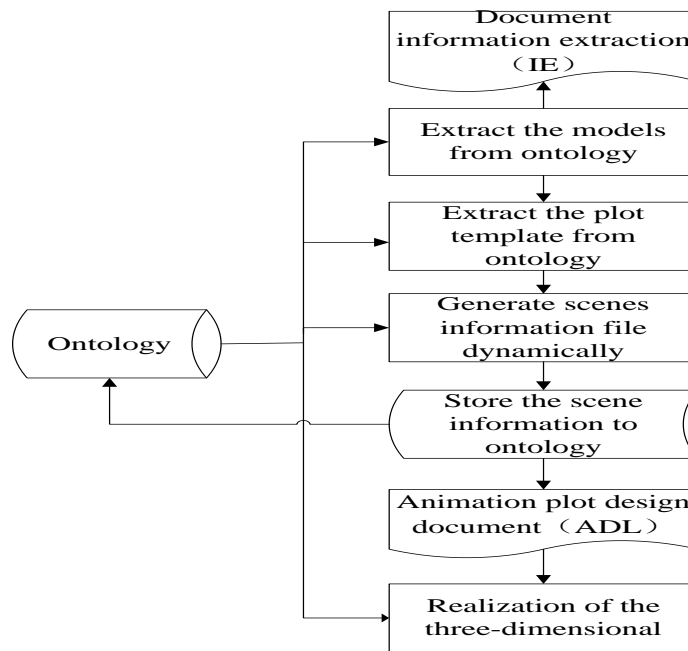 Document
information extraction
（IE）
Extract the models
from ontology
Extract the plot
template from
ontology
Generate scenes
information file
dynamically
Ontology
Store the scene
information to
ontology
Animation plot design
document（ADL）
Realization of the
three-dimensional